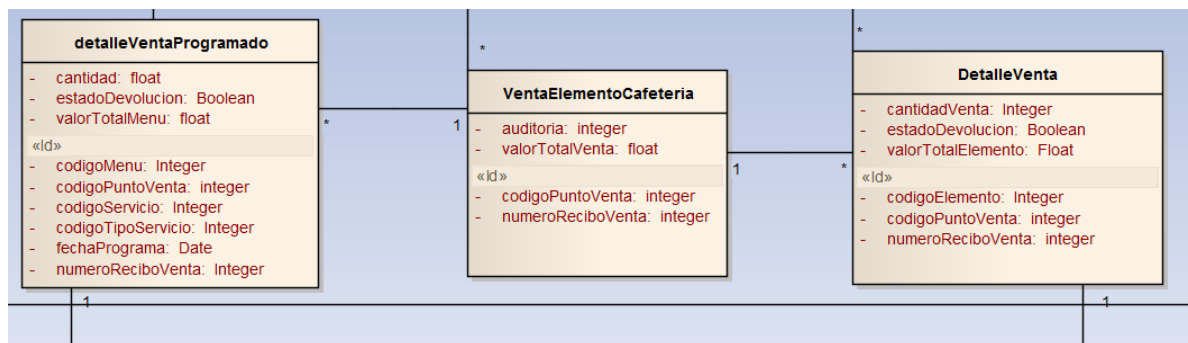 detalleVentaProgramado
- cantidad: float
- estadoDevolucion: Boolean
- valorTotalMenu: float
«Id»
- codigoMenu: Integer
- codigoPuntoVenta: integer
- codigoServicio: Integer
- codigoTipoServicio: Integer
- fechaPrograma: Date
- numeroReciboVenta: Integer
1
*
1
*
VentaElementoCafeteria
- auditoria: integer
- valorTotalVenta: float
«Id»
- codigoPuntoVenta: integer
- numeroReciboVenta: integer
1
*
*
DetalleVenta
- cantidadVenta: Integer
- estadoDevolucion: Boolean
- valorTotalElemento: Float
«Id»
- codigoElemento: Integer
- codigoPuntoVenta: integer
- numeroReciboVenta: integer
1